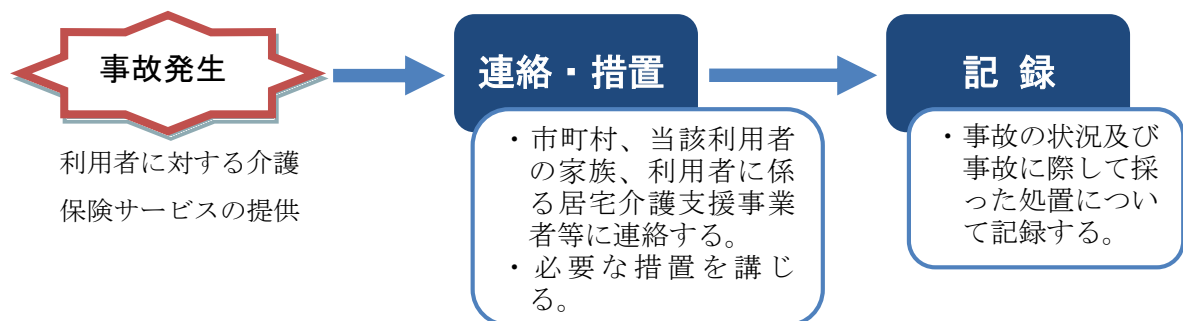 事故発生
利用者に対する介護
保険サービスの提供
連絡・措置
・市町村、当該利用者
の家族、利用者に係
る居宅介護支援事業
者等に連絡する。
・必要な措置を講じ
る。
記 録
・事故の状況及び
事故に際して採
った処置につい
て記録する。